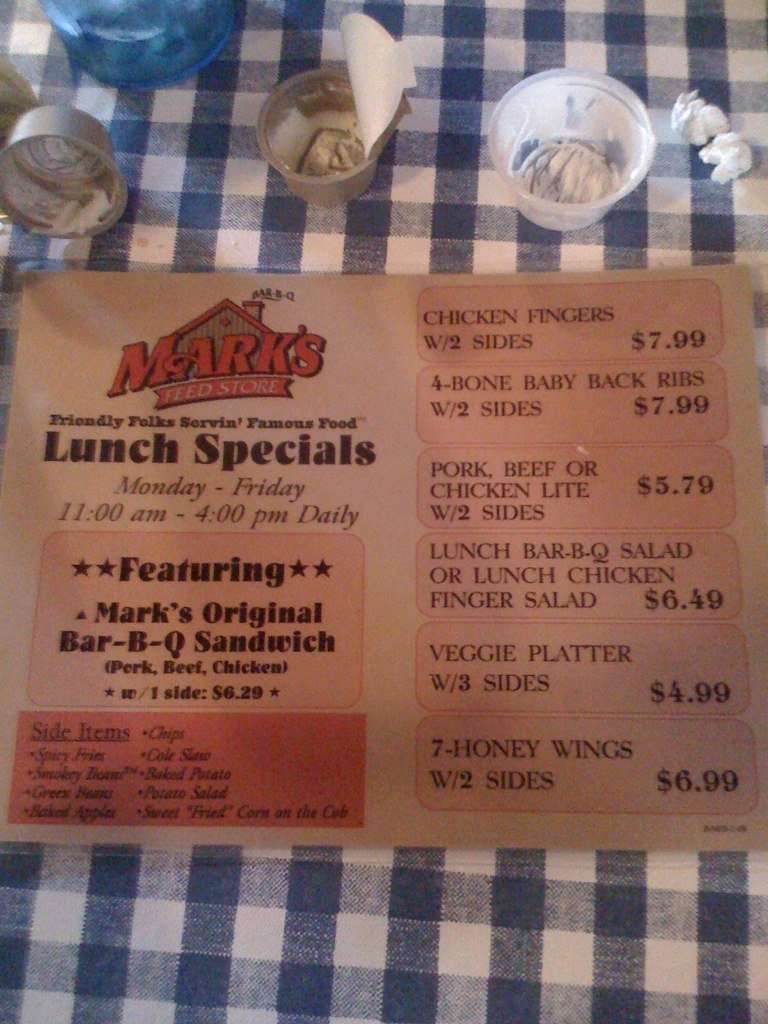 BAR-B-Q
MARK'S
FEED STORE
Friendly Folks Servin' Famous Food
Lunch Specials
Monday - Friday
11:00 am - 4:00 pm Daily
★★Featuring★★
Mark's Original
Bar-B-Q Sandwich
(Pork, Beef, Chicken)
★ w/1 side: $6.29 ★
Side Items
•Spicy Fries
•Smokey Beans™
•Green Beans
•Baked Apples
•Chips
•Cole Slaw
•Baked Potato
•Potato Salad
•Sweet "Fried" Corn on the Cob
CHICKEN FINGERS
W/2 SIDES $7.99
4-BONE BABY BACK RIBS
W/2 SIDES $7.99
PORK, BEEF OR
CHICKEN LITE $5.79
W/2 SIDES
LUNCH BAR-B-Q SALAD
OR LUNCH CHICKEN
FINGER SALAD $6.49
VEGGIE PLATTER
W/3 SIDES $4.99
7-HONEY WINGS
W/2 SIDES $6.99